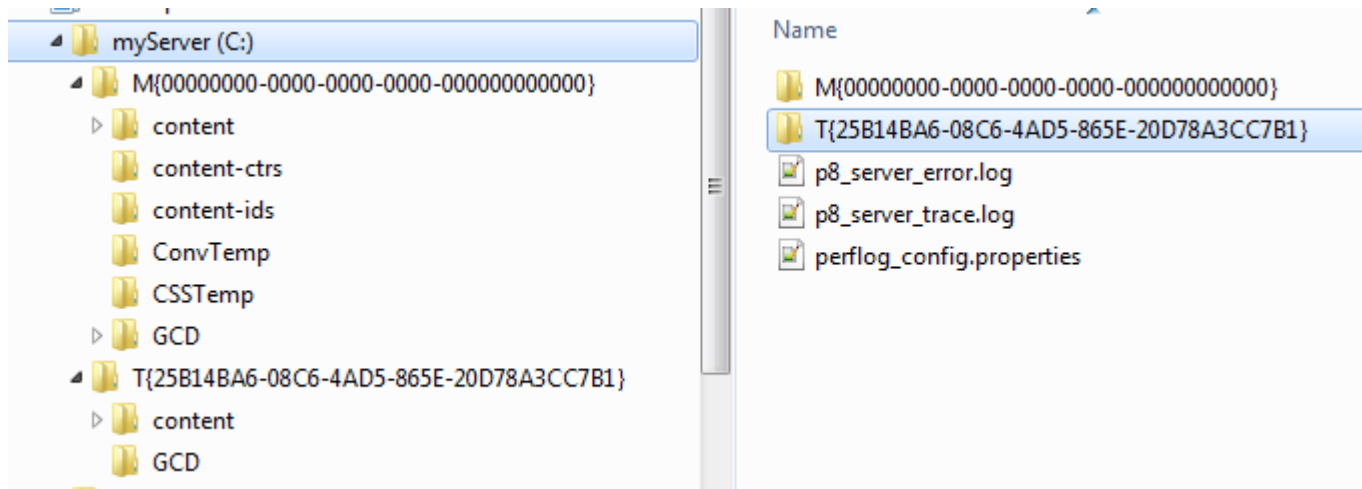 myServer (C:)
M{00000000-0000-0000-0000-000000000000}
content
content-ctrs
content-ids
ConvTemp
CSSTemp
GCD
T{25B14BA6-08C6-4AD5-865E-20D78A3CC7B1}
content
GCD
Name
M{00000000-0000-0000-0000-000000000000}
T{25B14BA6-08C6-4AD5-865E-20D78A3CC7B1}
p8_server_error.log
p8_server_trace.log
perflog_config.properties